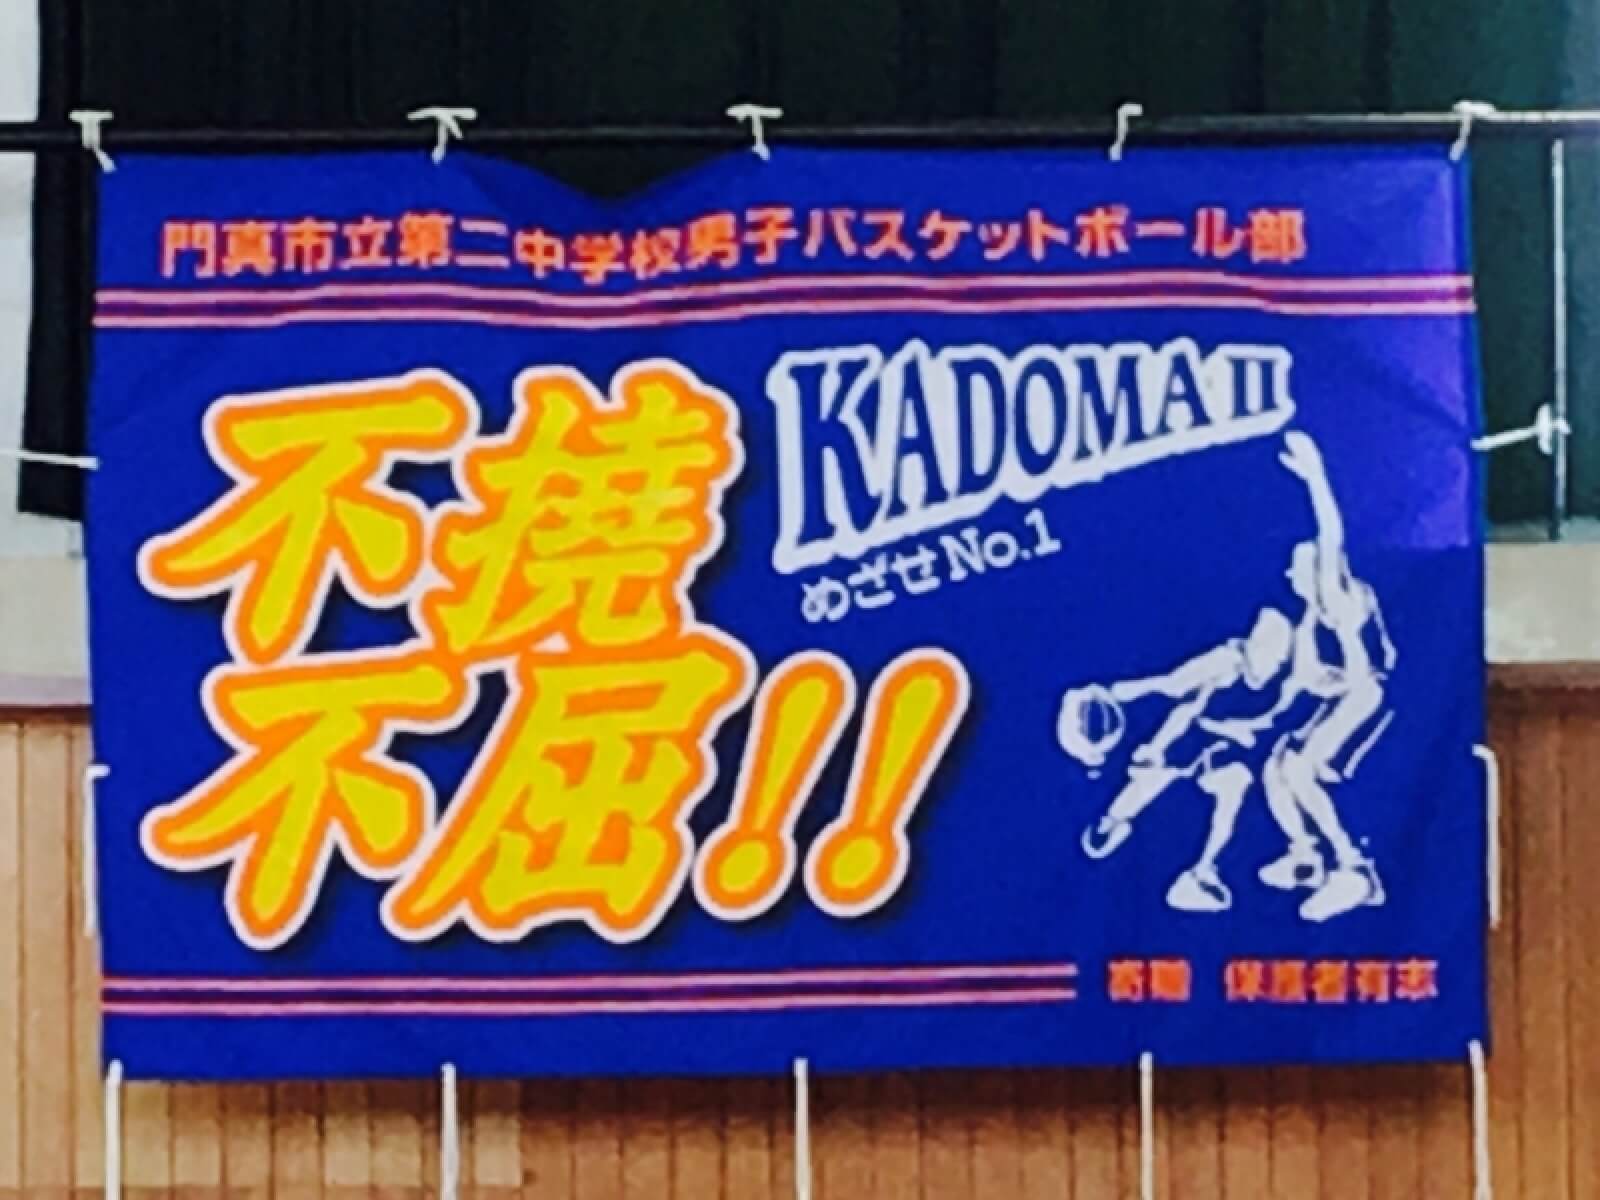 門真市立第二中学校男子バスケットボール部
不撓
不屈!!
KADOMA II
めざせNo.1
寄贈 保護者有志